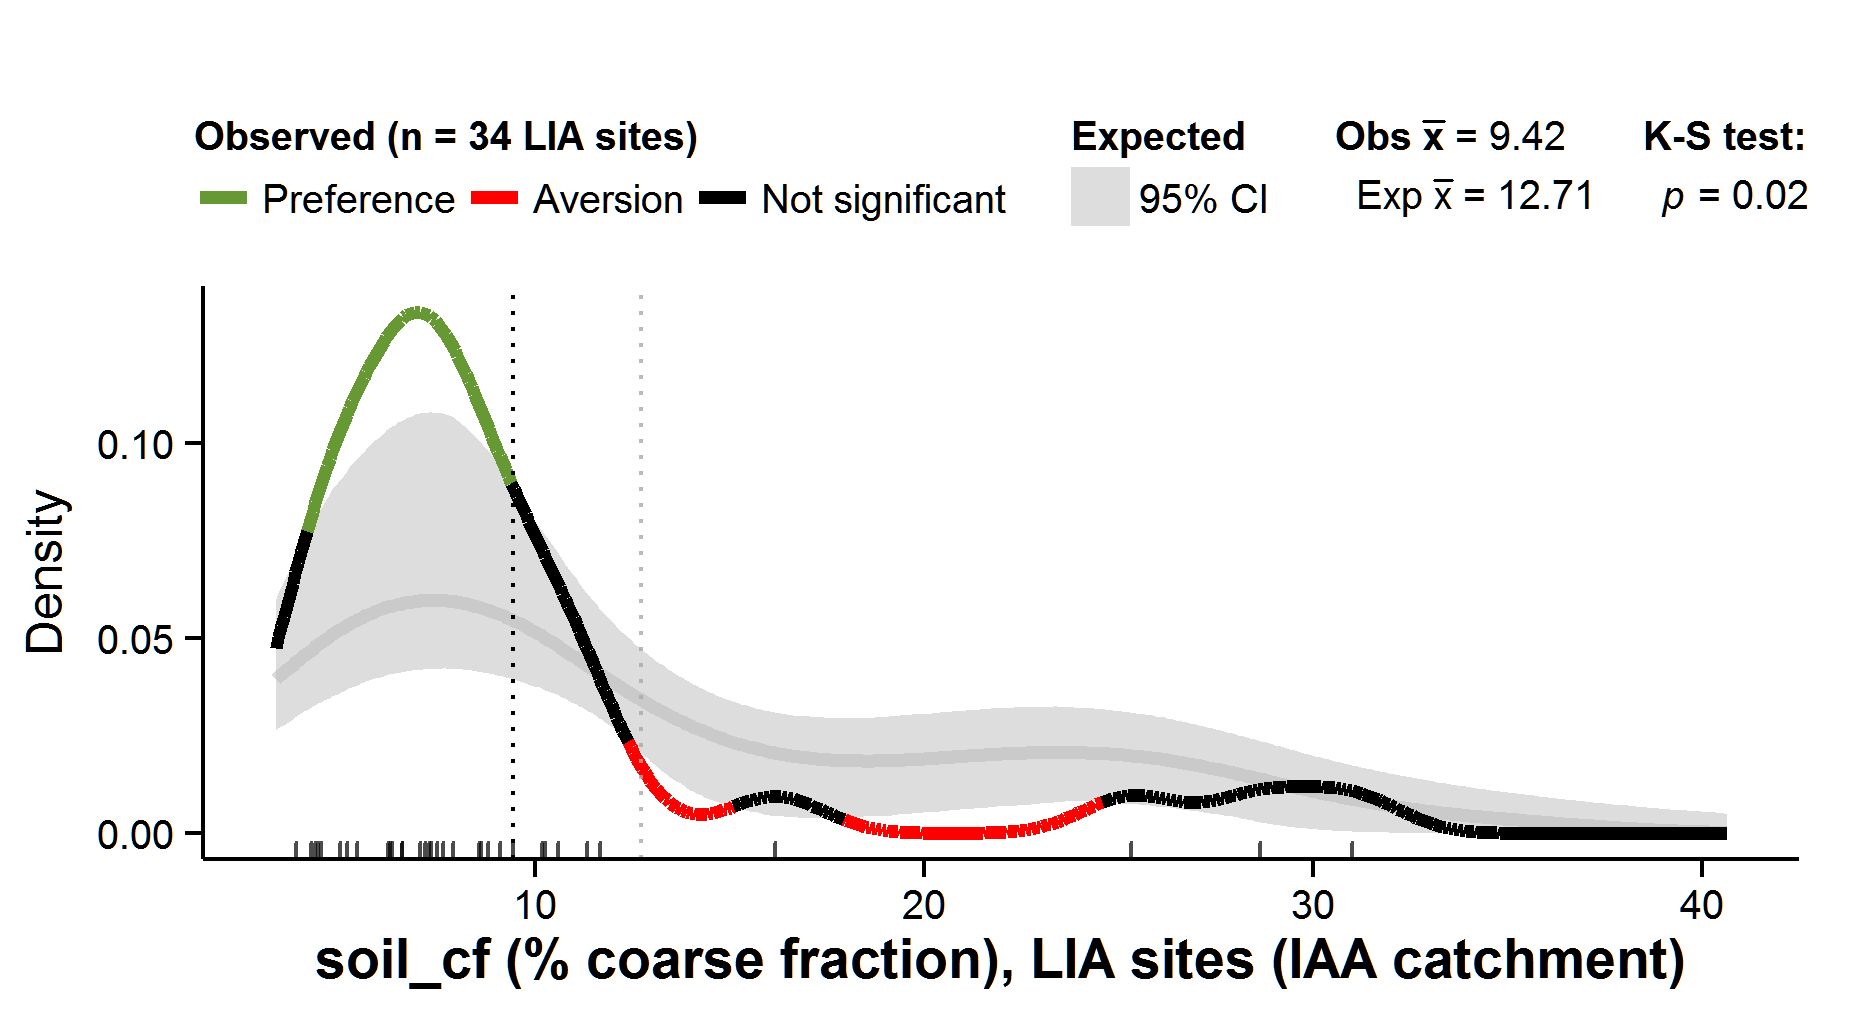 Observed (n = 34 LIA sites) Expected Obs x̅ = 9.42 K-S test:
Preference Aversion Not significant 95% CI Exp x̅ = 12.71 p = 0.02
0.10
0.05
0.00
Density
10 20 30 40
soil_cf (% coarse fraction), LIA sites (IAA catchment)